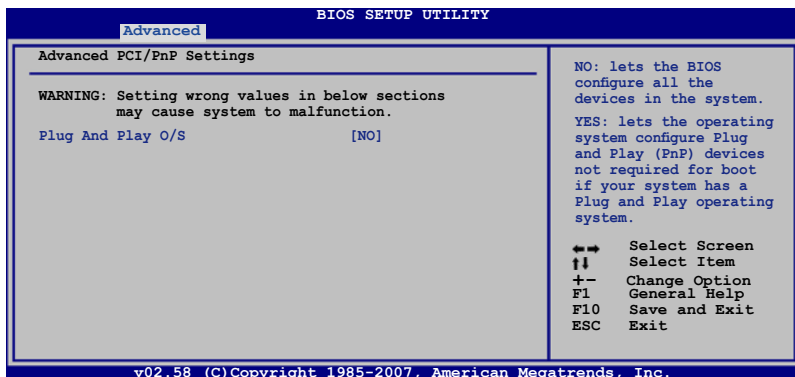 BIOS SETUP UTILITY
Advanced
Advanced PCI/PnP Settings
WARNING: Setting wrong values in below sections
may cause system to malfunction.
Plug And Play O/S [NO]
NO: lets the BIOS
configure all the
devices in the system.
YES: lets the operating
system configure Plug
and Play (PnP) devices
not required for boot
if your system has a
Plug and Play operating
system.
←→ Select Screen
↑↓ Select Item
+- Change Option
F1 General Help
F10 Save and Exit
ESC Exit
v02.58 (C)Copyright 1985-2007, American Megatrends, Inc.